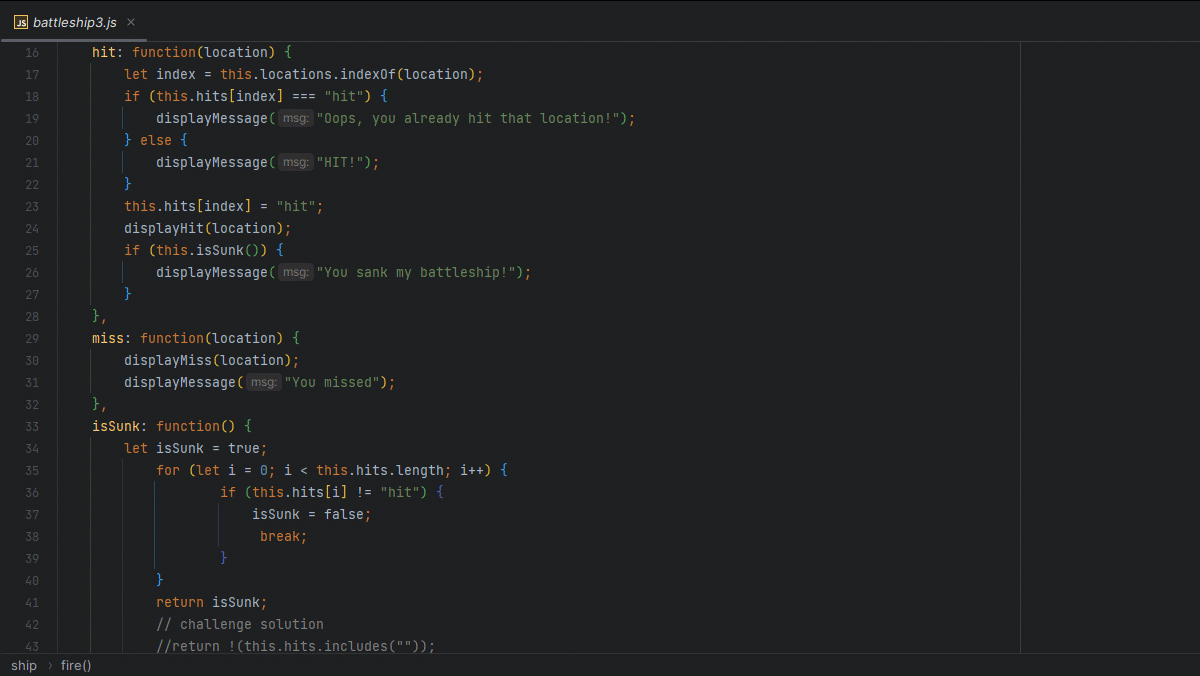 JS battleship3.js ×
16 hit: function(location) {
17 let index = this.locations.indexOf(location);
18 if (this.hits[index] === "hit") {
19 displayMessage( msg: "Oops, you already hit that location!");
20 } else {
21 displayMessage( msg: "HIT!");
22 }
23 this.hits[index] = "hit";
24 displayHit(location);
25 if (this.isSunk()) {
26 displayMessage( msg: "You sank my battleship!");
27 }
28 },
29 miss: function(location) {
30 displayMiss(location);
31 displayMessage( msg: "You missed");
32 },
33 isSunk: function() {
34 let isSunk = true;
35 for (let i = 0; i < this.hits.length; i++) {
36 if (this.hits[i] != "hit") {
37 isSunk = false;
38 break;
39 }
40 }
41 return isSunk;
42 // challenge solution
43 //return !(this.hits.includes(""));
ship › fire()